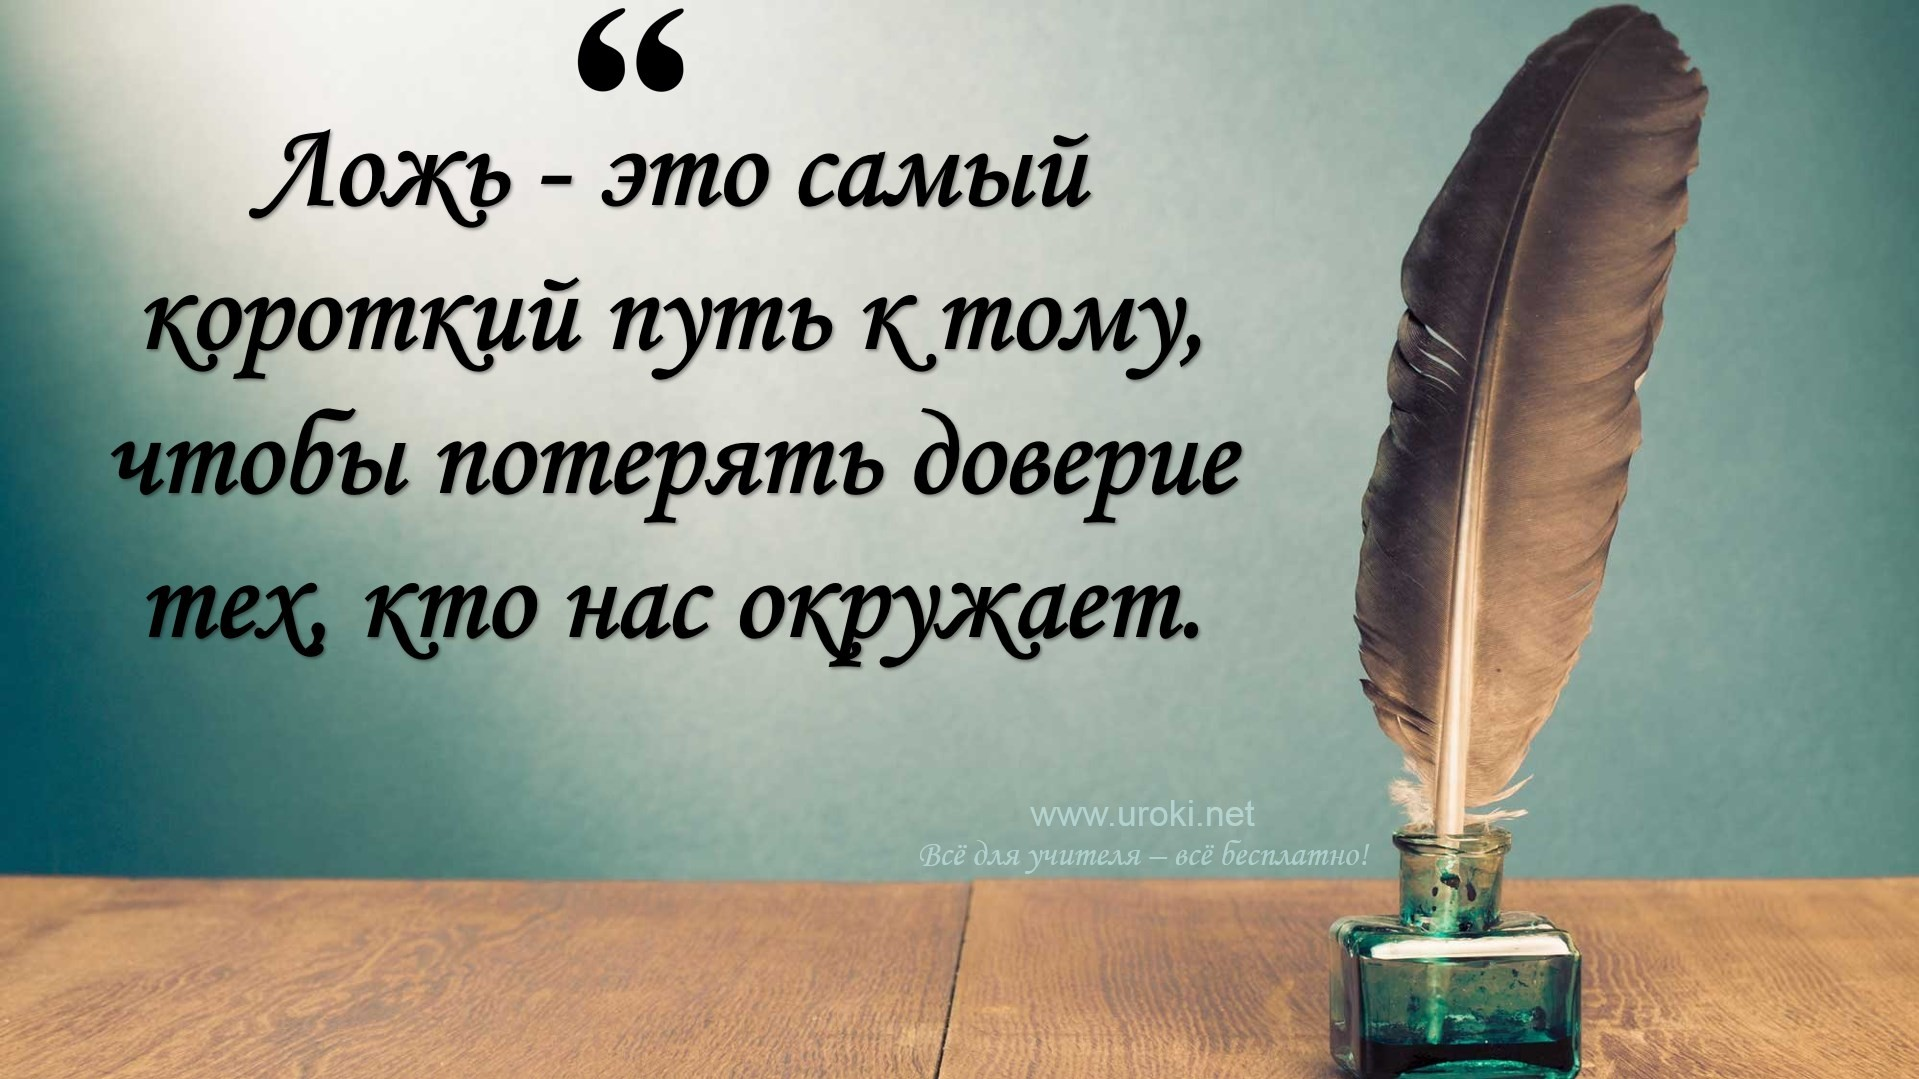 “
Ложь - это самый
короткий путь к тому,
чтобы потерять доверие
тех, кто нас окружает.
www.uroki.net
Всё для учителя – всё бесплатно!